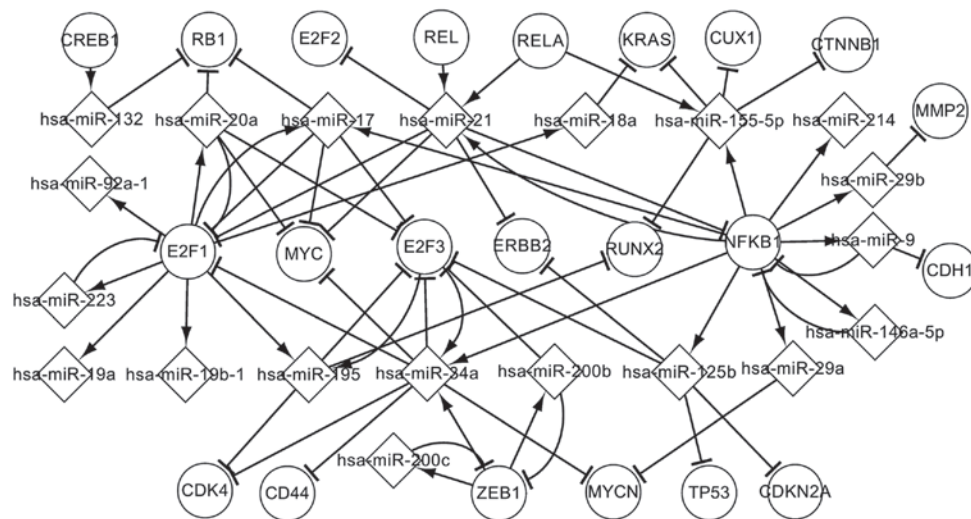 CREB1
RB1
E2F2
REL
RELA
KRAS
CUX1
CTNNB1
hsa-miR-132
hsa-miR-20a
hsa-miR-17
hsa-miR-21
hsa-miR-18a
hsa-miR-155-5p
hsa-miR-214
MMP2
hsa-miR-92a-1
hsa-miR-29b
E2F1
MYC
E2F3
ERBB2
RUNX2
NFKB1
hsa-miR-9
CDH1
hsa-miR-223
hsa-miR-146a-5p
hsa-miR-19a
hsa-miR-19b-1
hsa-miR-195
hsa-miR-34a
hsa-miR-200b
hsa-miR-125b
hsa-miR-29a
hsa-miR-200c
CDK4
CD44
ZEB1
MYCN
TP53
CDKN2A